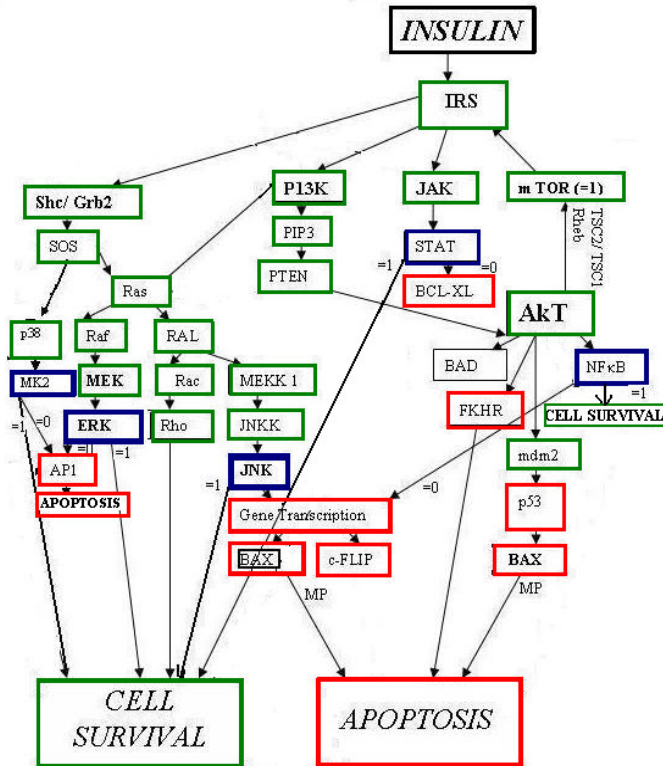 INSULIN
IRS
Shc/ Grb2
P13K
JAK
m TOR (=1)
TSC2/ TSC1
Rheb
SOS
PIP3
STAT
=1
=0
Ras
PTEN
BCL-XL
AkT
p38
Raf
RAL
BAD
NFκB
MK2
MEK
Rac
MEKK 1
=1
FKHR
CELL SURVIVAL
=1
=0
ERK
=1
Rho
JNKK
mdm2
AP1
JNK
=1
=0
p53
APOPTOSIS
Gene Transcription
BAX
c-FLIP
BAX
MP
MP
CELL
SURVIVAL
APOPTOSIS